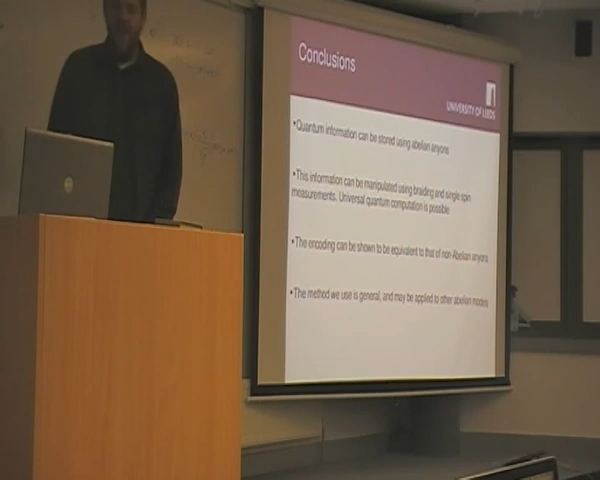 Conclusions
UNIVERSITY OF LEEDS
•Quantum information can be stored using abelian anyons
•This information can be manipulated using braiding and single spin
measurements. Universal quantum computation is possible
•The encoding can be shown to be equivalent to that of non-Abelian anyons
•The method we use is general, and may be applied to other abelian models